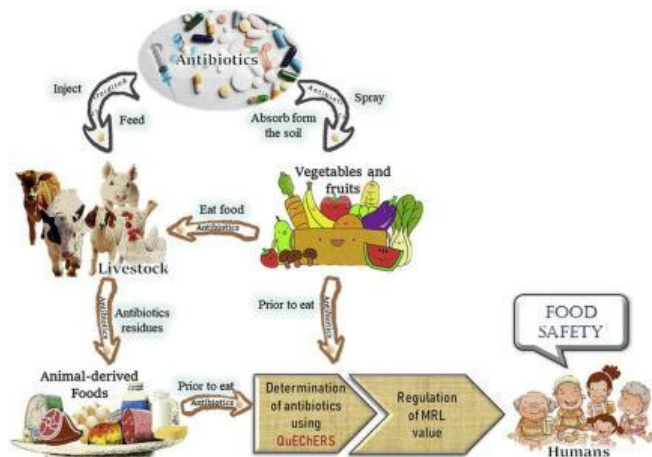 Antibiotics
Inject
Antibiotics
Feed
Antibiotics
Spray
Absorb form
the soil
Vegetables and
fruits
Eat food
Antibiotics
Livestock
Antibiotics
Antibiotics
residues
Prior to eat
Antibiotics
FOOD
SAFETY
Animal-derived
Foods
Prior to eat
Antibiotics
Determination
of antibiotics
using
QuEChERS
Regulation
of MRL
value
Humans